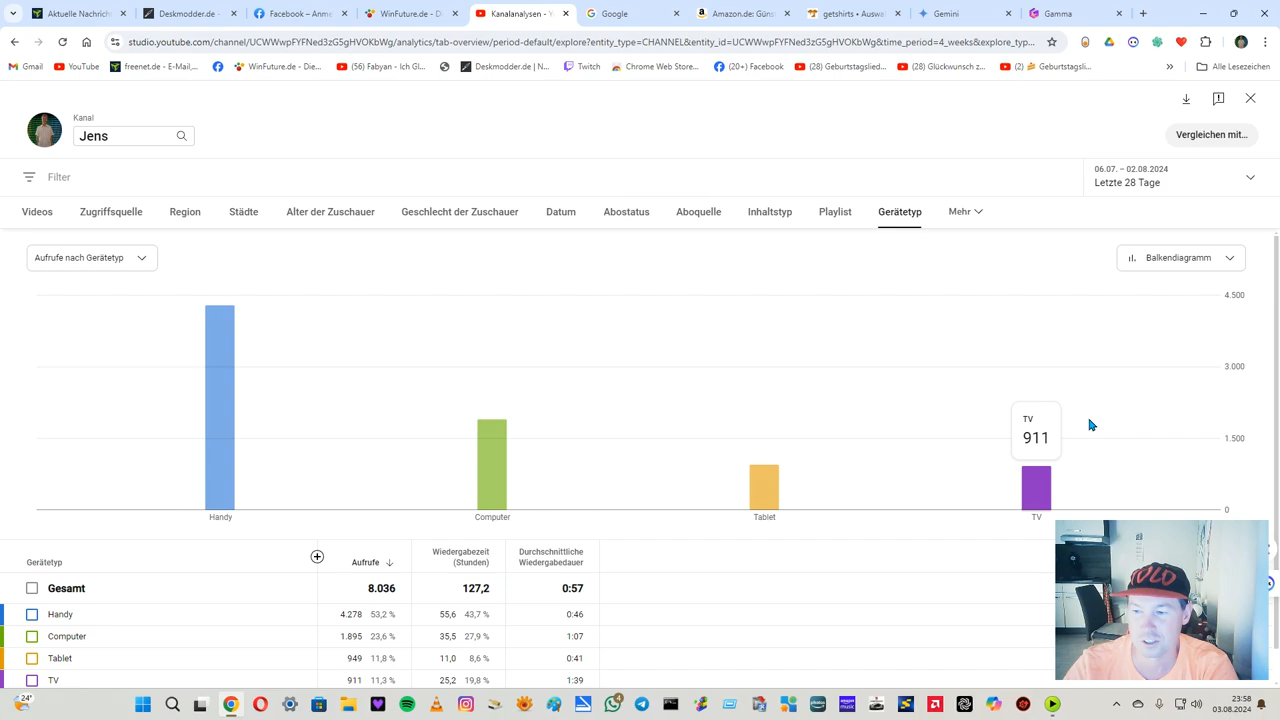 Aktuelle Nachricht
Deskmodder.de |
Facebook – Anme
WinFuture.de - D
Kanalanalysen - Y
Google
Amazon.de: Güns
getshirts • Auswa
Gemini
Gamma
studio.youtube.com/channel/UCWWwpFYFNed3zG5gHVOKbWg/analytics/tab-overview/period-default/explore?entity_type=CHANNEL&entity_id=UCWWwpFYFNed3zG5gHVOKbWg&time_period=4_weeks&explore_typ...
Gmail
YouTube
freenet.de - E-Mail,...
WinFuture.de - Die...
(56) Fabyan - Ich Gl...
Deskmodder.de | N...
Twitch
Chrome Web Store...
(20+) Facebook
(28) Geburtstagslied...
(28) Glückwunsch z...
(2) Geburtstagsli...
»
Alle Lesezeichen
Kanal
Jens
Vergleichen mit...
Filter
06.07. – 02.08.2024
Letzte 28 Tage
Videos Zugriffsquelle Region Städte Alter der Zuschauer Geschlecht der Zuschauer Datum Abostatus Aboquelle Inhaltstyp Playlist Gerätetyp Mehr
Aufrufe nach Gerätetyp
Balkendiagramm
4.500
3.000
1.500
0
TV
911
Handy Computer Tablet TV
Gerätetyp
Aufrufe
Wiedergabezeit
(Stunden)
Durchschnittliche
Wiedergabedauer
Gesamt 8.036 127,2 0:57
Handy 4.278 53,2 % 55,6 43,7 % 0:46
Computer 1.895 23,6 % 35,5 27,9 % 1:07
Tablet 949 11,8 % 11,0 8,6 % 0:41
TV 911 11,3 % 25,2 19,8 % 1:39
24°
4
23:58
03.08.2024